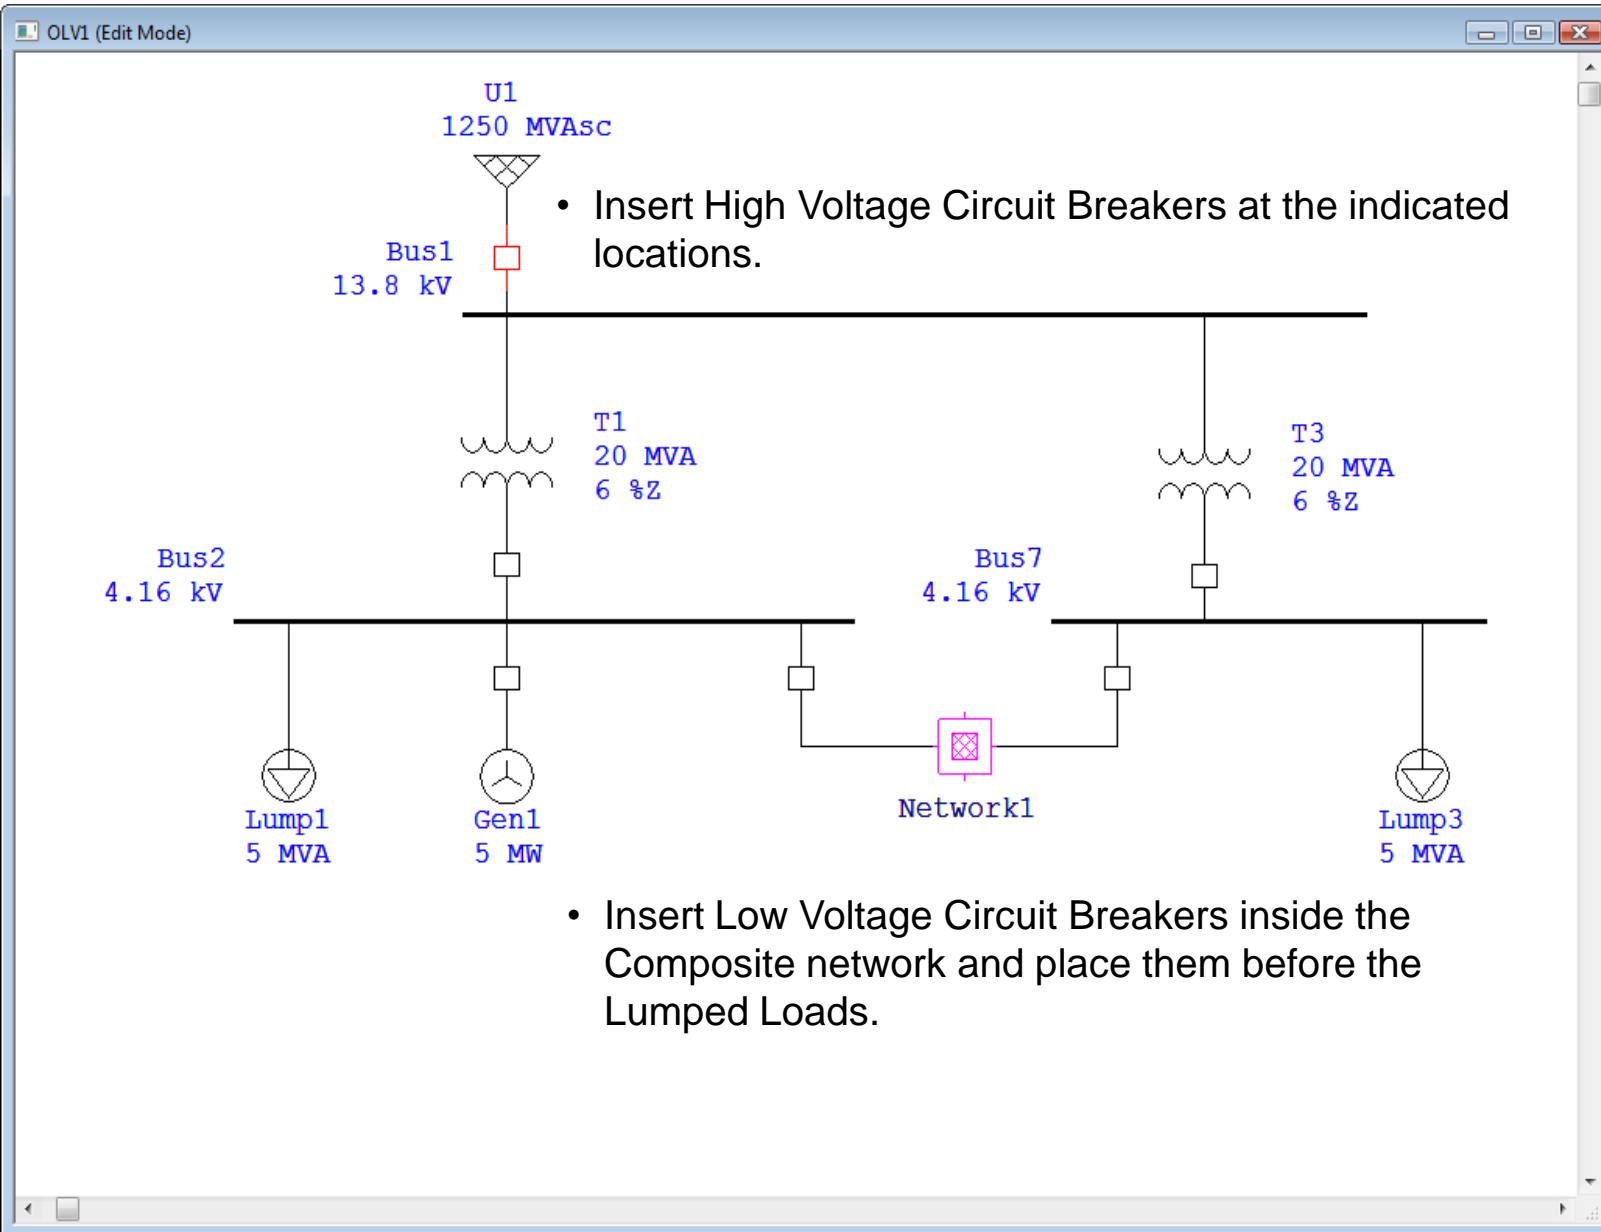 OLV1 (Edit Mode)
U1
1250 MVAsc
• Insert High Voltage Circuit Breakers at the indicated
locations.
Bus1
13.8 kV
T1
20 MVA
6 %Z
T3
20 MVA
6 %Z
Bus2
4.16 kV
Bus7
4.16 kV
Lump1
5 MVA
Gen1
5 MW
Network1
Lump3
5 MVA
• Insert Low Voltage Circuit Breakers inside the
Composite network and place them before the
Lumped Loads.